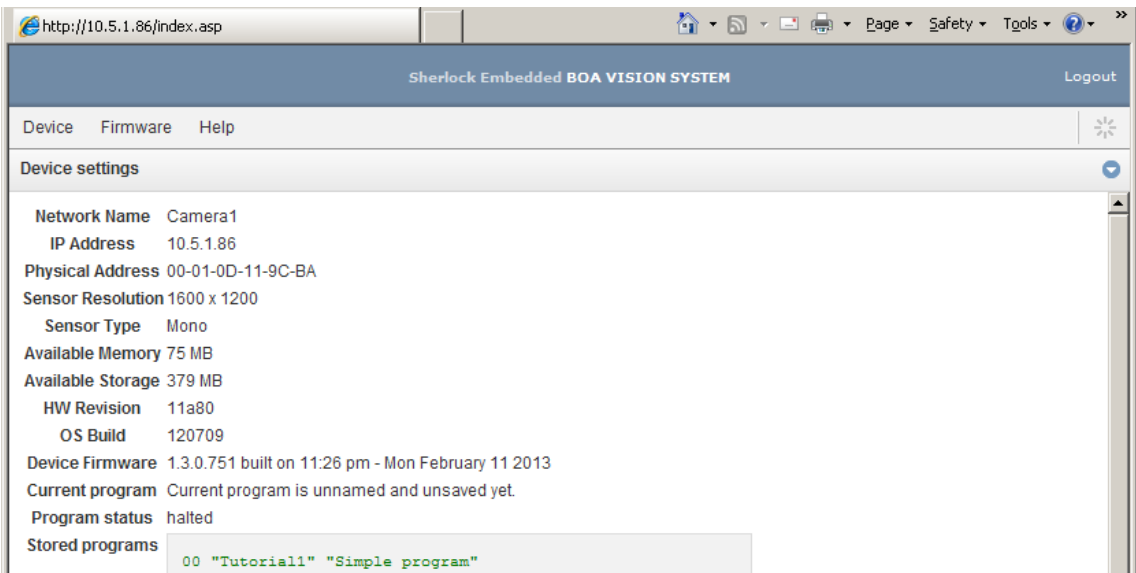 http://10.5.1.86/index.asp Page Safety Tools
Sherlock Embedded BOA VISION SYSTEM Logout
Device Firmware Help
Device settings
Network Name Camera1
IP Address 10.5.1.86
Physical Address 00-01-0D-11-9C-BA
Sensor Resolution 1600 x 1200
Sensor Type Mono
Available Memory 75 MB
Available Storage 379 MB
HW Revision 11a80
OS Build 120709
Device Firmware 1.3.0.751 built on 11:26 pm - Mon February 11 2013
Current program Current program is unnamed and unsaved yet.
Program status halted
Stored programs
00 "Tutorial1" "Simple program"